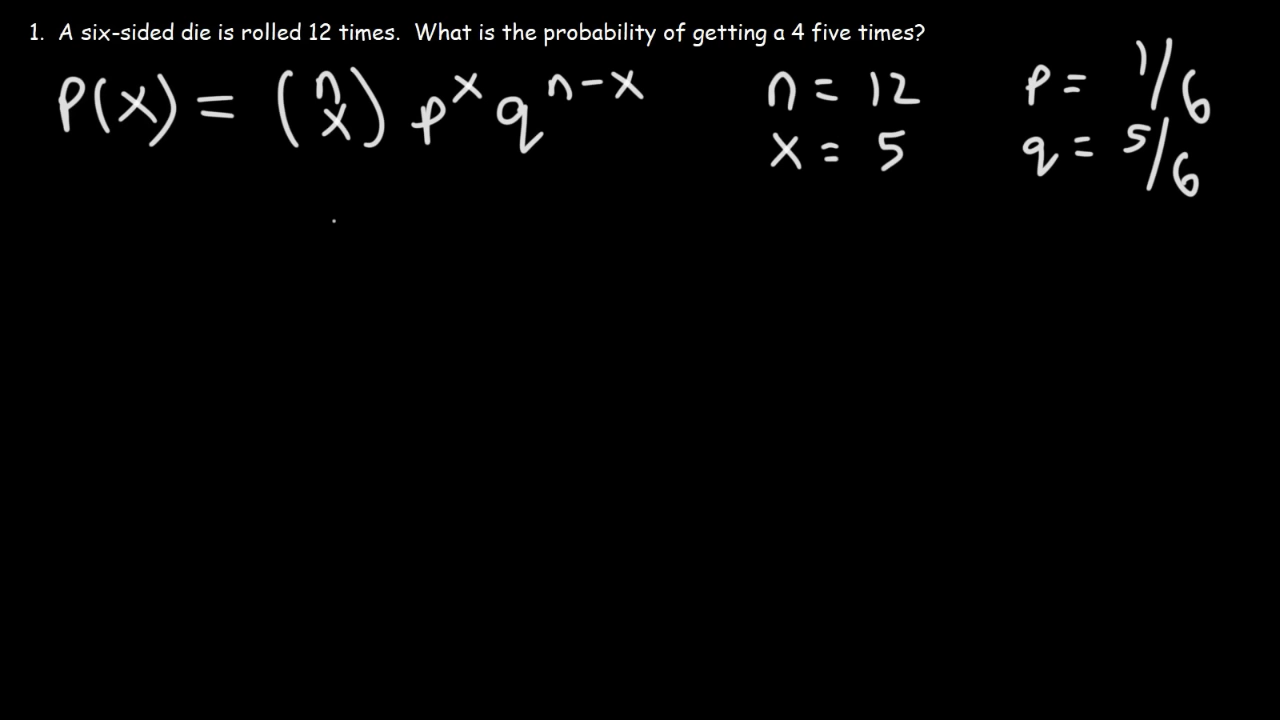 1. A six-sided die is rolled 12 times. What is the probability of getting a 4 five times?
P(x) = (n x) p^x q^n-x n = 12 p = 1/6
x = 5 q = 5/6